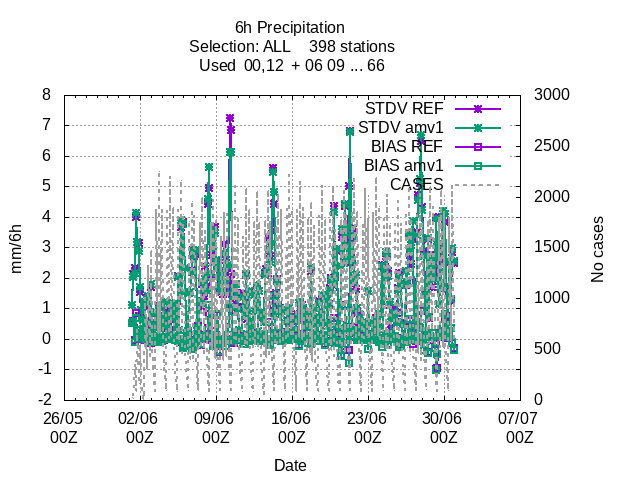 6h Precipitation
Selection: ALL 398 stations
Used 00,12 + 06 09 ... 66
8
7
6
5
4
3
2
1
0
-1
-2
mm/6h
3000
2500
2000
1500
1000
500
0
No cases
STDV REF
STDV amv1
BIAS REF
BIAS amv1
CASES
26/05 02/06 09/06 16/06 23/06 30/06 07/07
00Z 00Z 00Z 00Z 00Z 00Z 00Z
Date